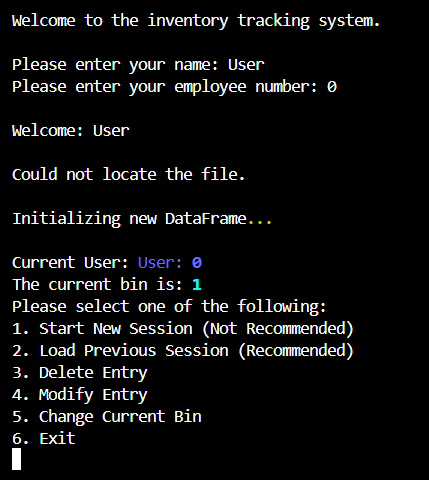 Welcome to the inventory tracking system.
Please enter your name: User
Please enter your employee number: 0
Welcome: User
Could not locate the file.
Initializing new DataFrame...
Current User: User: 0
The current bin is: 1
Please select one of the following:
1. Start New Session (Not Recommended)
2. Load Previous Session (Recommended)
3. Delete Entry
4. Modify Entry
5. Change Current Bin
6. Exit